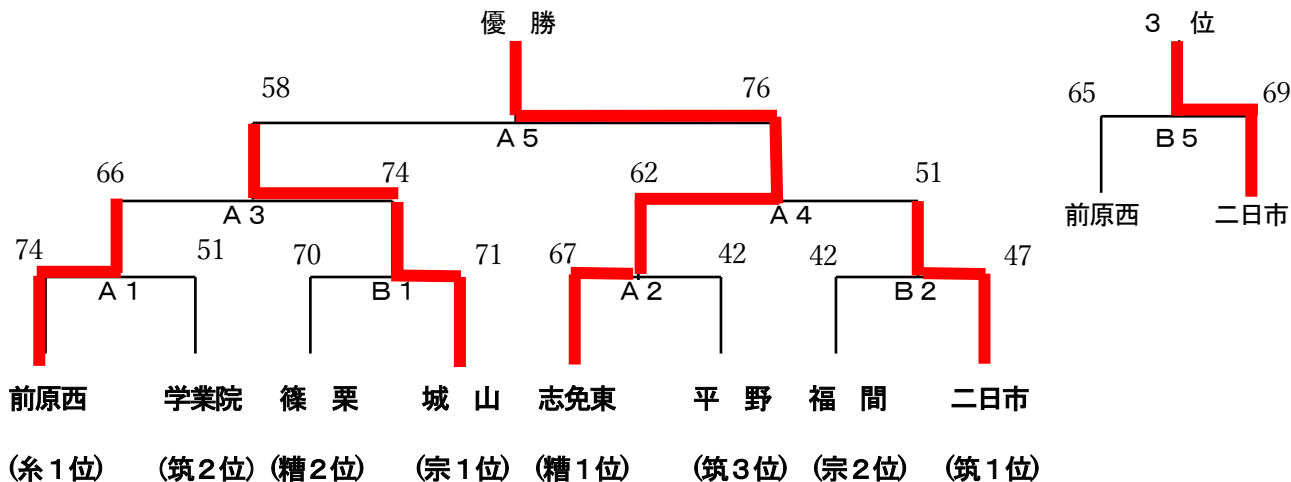 優 勝 3 位
58 76 65 69
A5 B5
66 74 62 51
A3 A4 前原西 二日市
74 51 70 71 67 42 42 47
A1 B1 A2 B2
前原西 学業院 篠 栗 城 山 志免東 平 野 福 間 二日市
(糸1位) (筑2位) (糟2位) (宗1位) (糟1位) (筑3位) (宗2位) (筑1位)